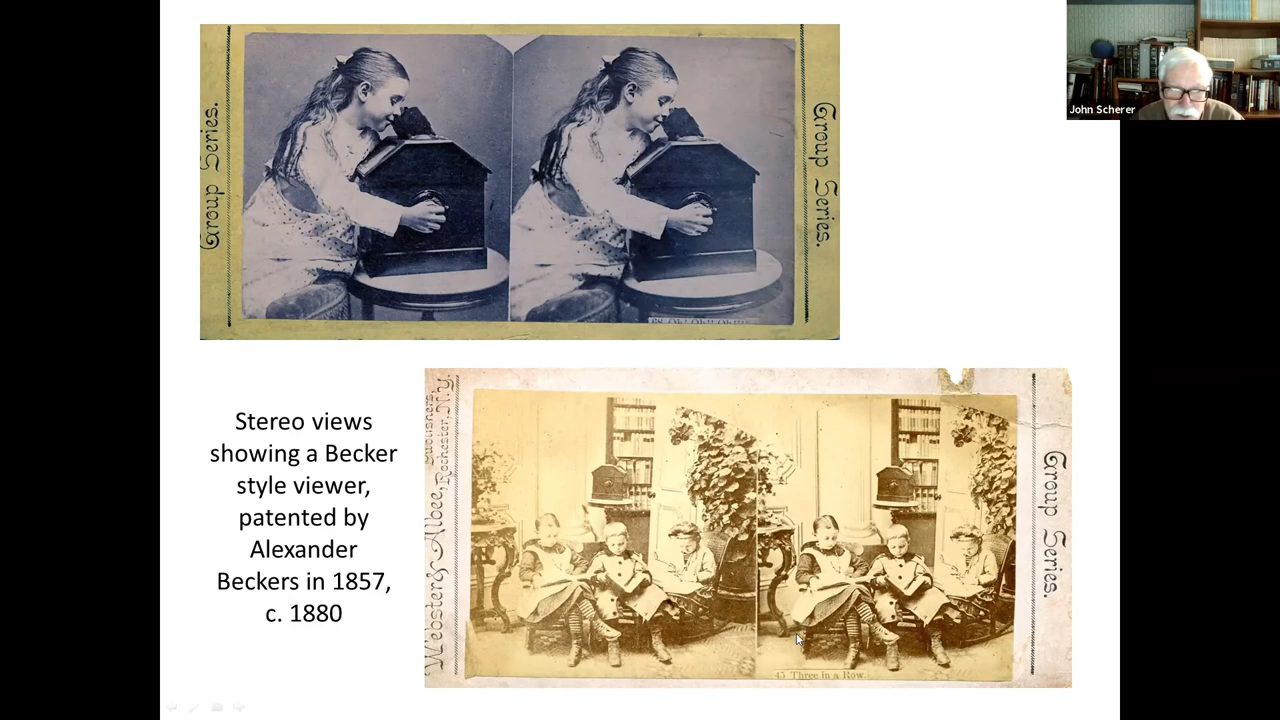 Group Series.
Group Series.
John Scherer
Stereo views
showing a Becker
style viewer,
patented by
Alexander
Beckers in 1857,
c. 1880
Webster & Albee,
Publishers,
Rochester, N.Y.
Group Series.
45 Three in a Row.